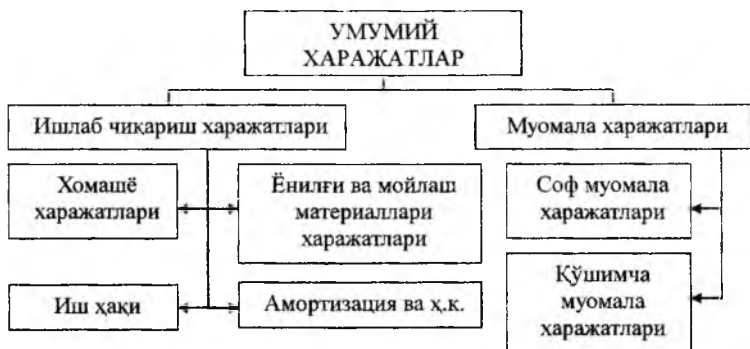 УМУМИЙ
ХАРАЖАТЛАР
Ишлаб чиқариш харажатлари
Муомала харажатлари
Хомашё
харажатлари
Ёнилғи ва мойлаш
материаллари
харажатлари
Соф муомала
харажатлари
Иш ҳақи
Амортизация ва ҳ.к.
Қўшимча
муомала
харажатлари